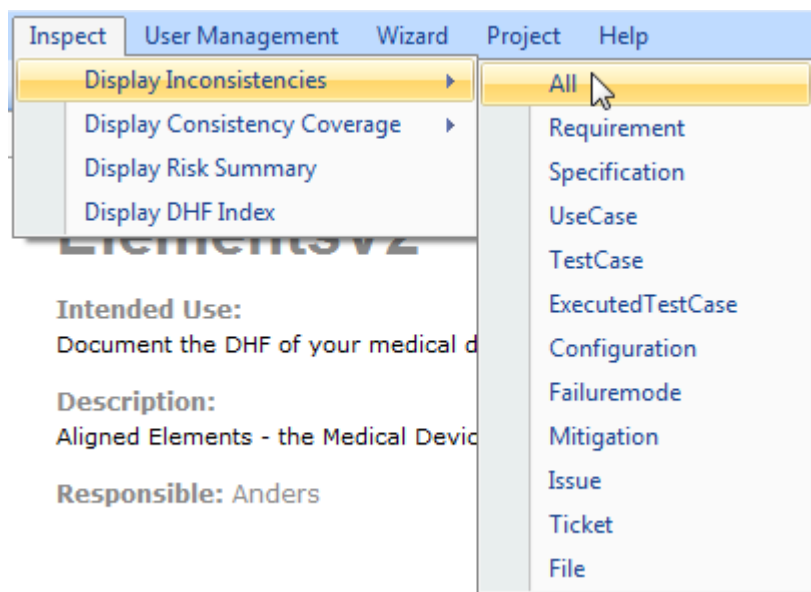 Inspect User Management Wizard Project Help
Display Inconsistencies
Display Consistency Coverage
Display Risk Summary
Display DHF Index
All
Requirement
Specification
UseCase
TestCase
ExecutedTestCase
Configuration
Failuremode
Mitigation
Issue
Ticket
File
ElementsV2
Intended Use:
Document the DHF of your medical d
Description:
Aligned Elements - the Medical Devic
Responsible: Anders